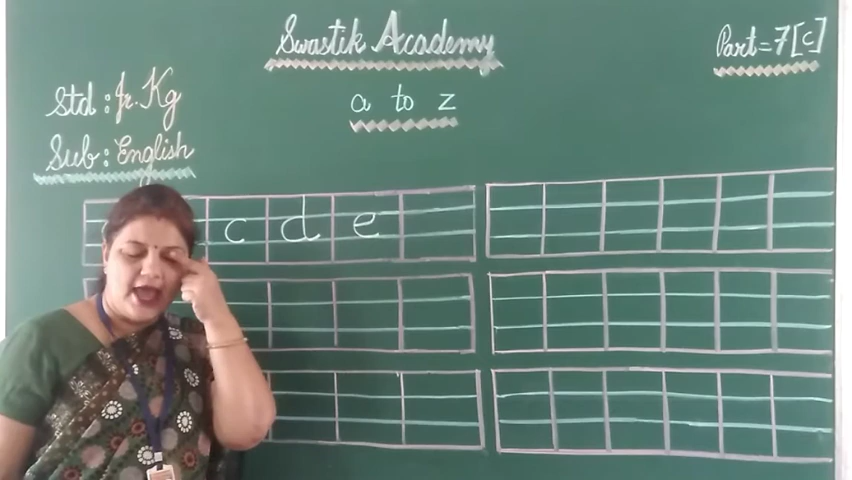 Swastik Academy
Part = 7 [c]
Std : Jr. Kg
a to z
Sub : English
c d e